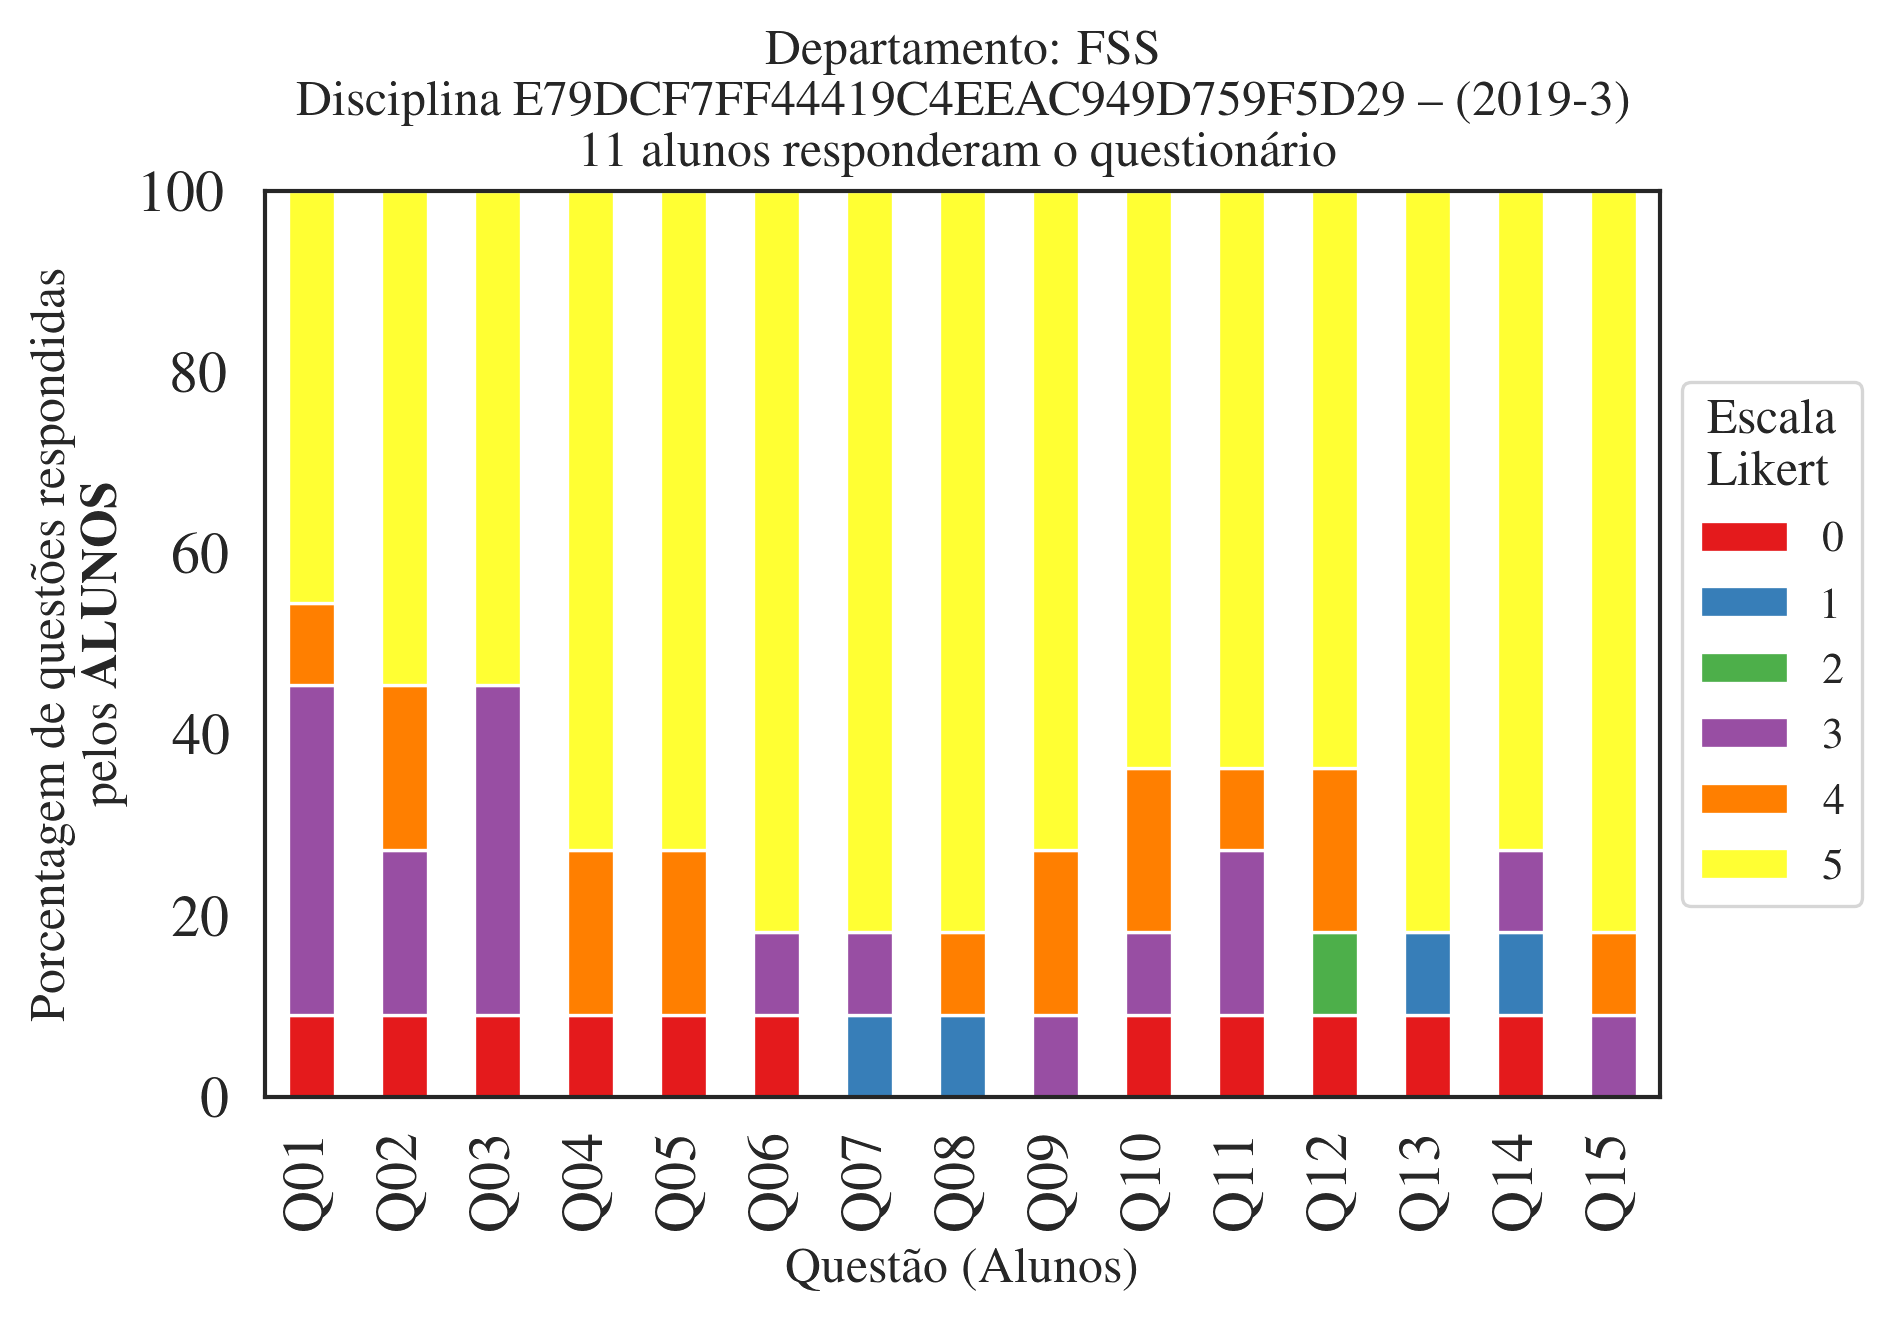 Departamento: FSS
Disciplina E79DCF7FF44419C4EEAC949D759F5D29 – (2019-3)
11 alunos responderam o questionário
Porcentagem de questões respondidas
pelos ALUNOS
100
80
60
40
20
0
Q01
Q02
Q03
Q04
Q05
Q06
Q07
Q08
Q09
Q10
Q11
Q12
Q13
Q14
Q15
Questão (Alunos)
Escala
Likert
0
1
2
3
4
5